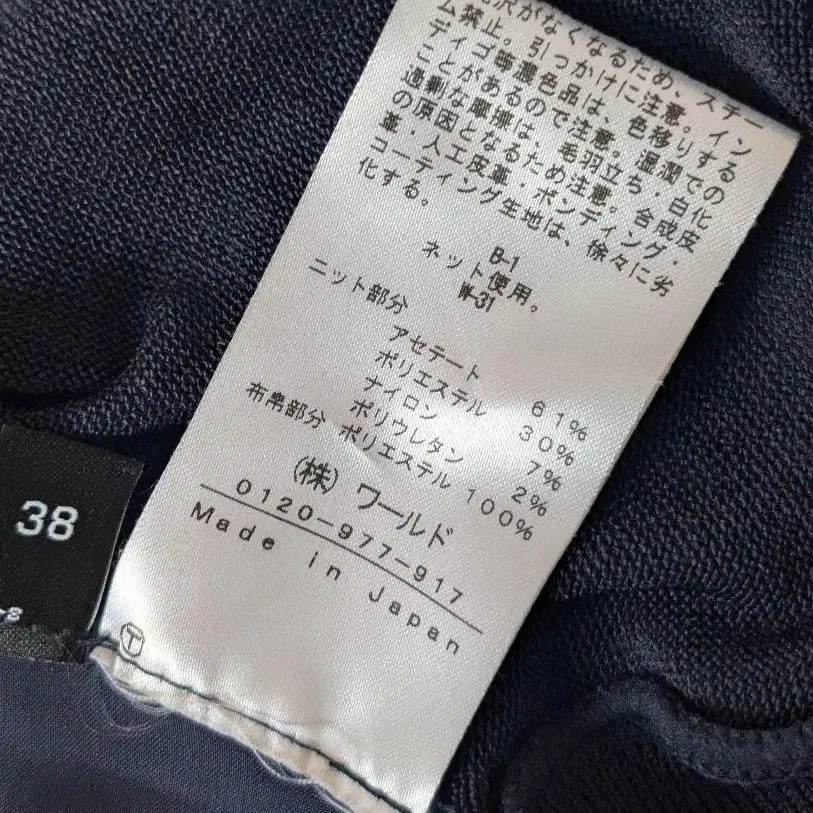 沢がなくなるため、スチー
ム禁止。引っかけに注意。イン
ディゴ等濃色品は、色移りする
ことがあるので注意。湿潤での
過剰な摩擦は、毛羽立ち・白化
の原因となるため注意。合成皮
革・人工皮革・ボンディング・
コーティング生地は、徐々に劣
化する。
B-1
ネット使用。
W-31
ニット部分
アセテート 61%
ポリエステル 30%
ナイロン 7%
ポリウレタン 2%
布帛部分 ポリエステル 100%
(株) ワールド
0120-977-917
Made in Japan
T
38